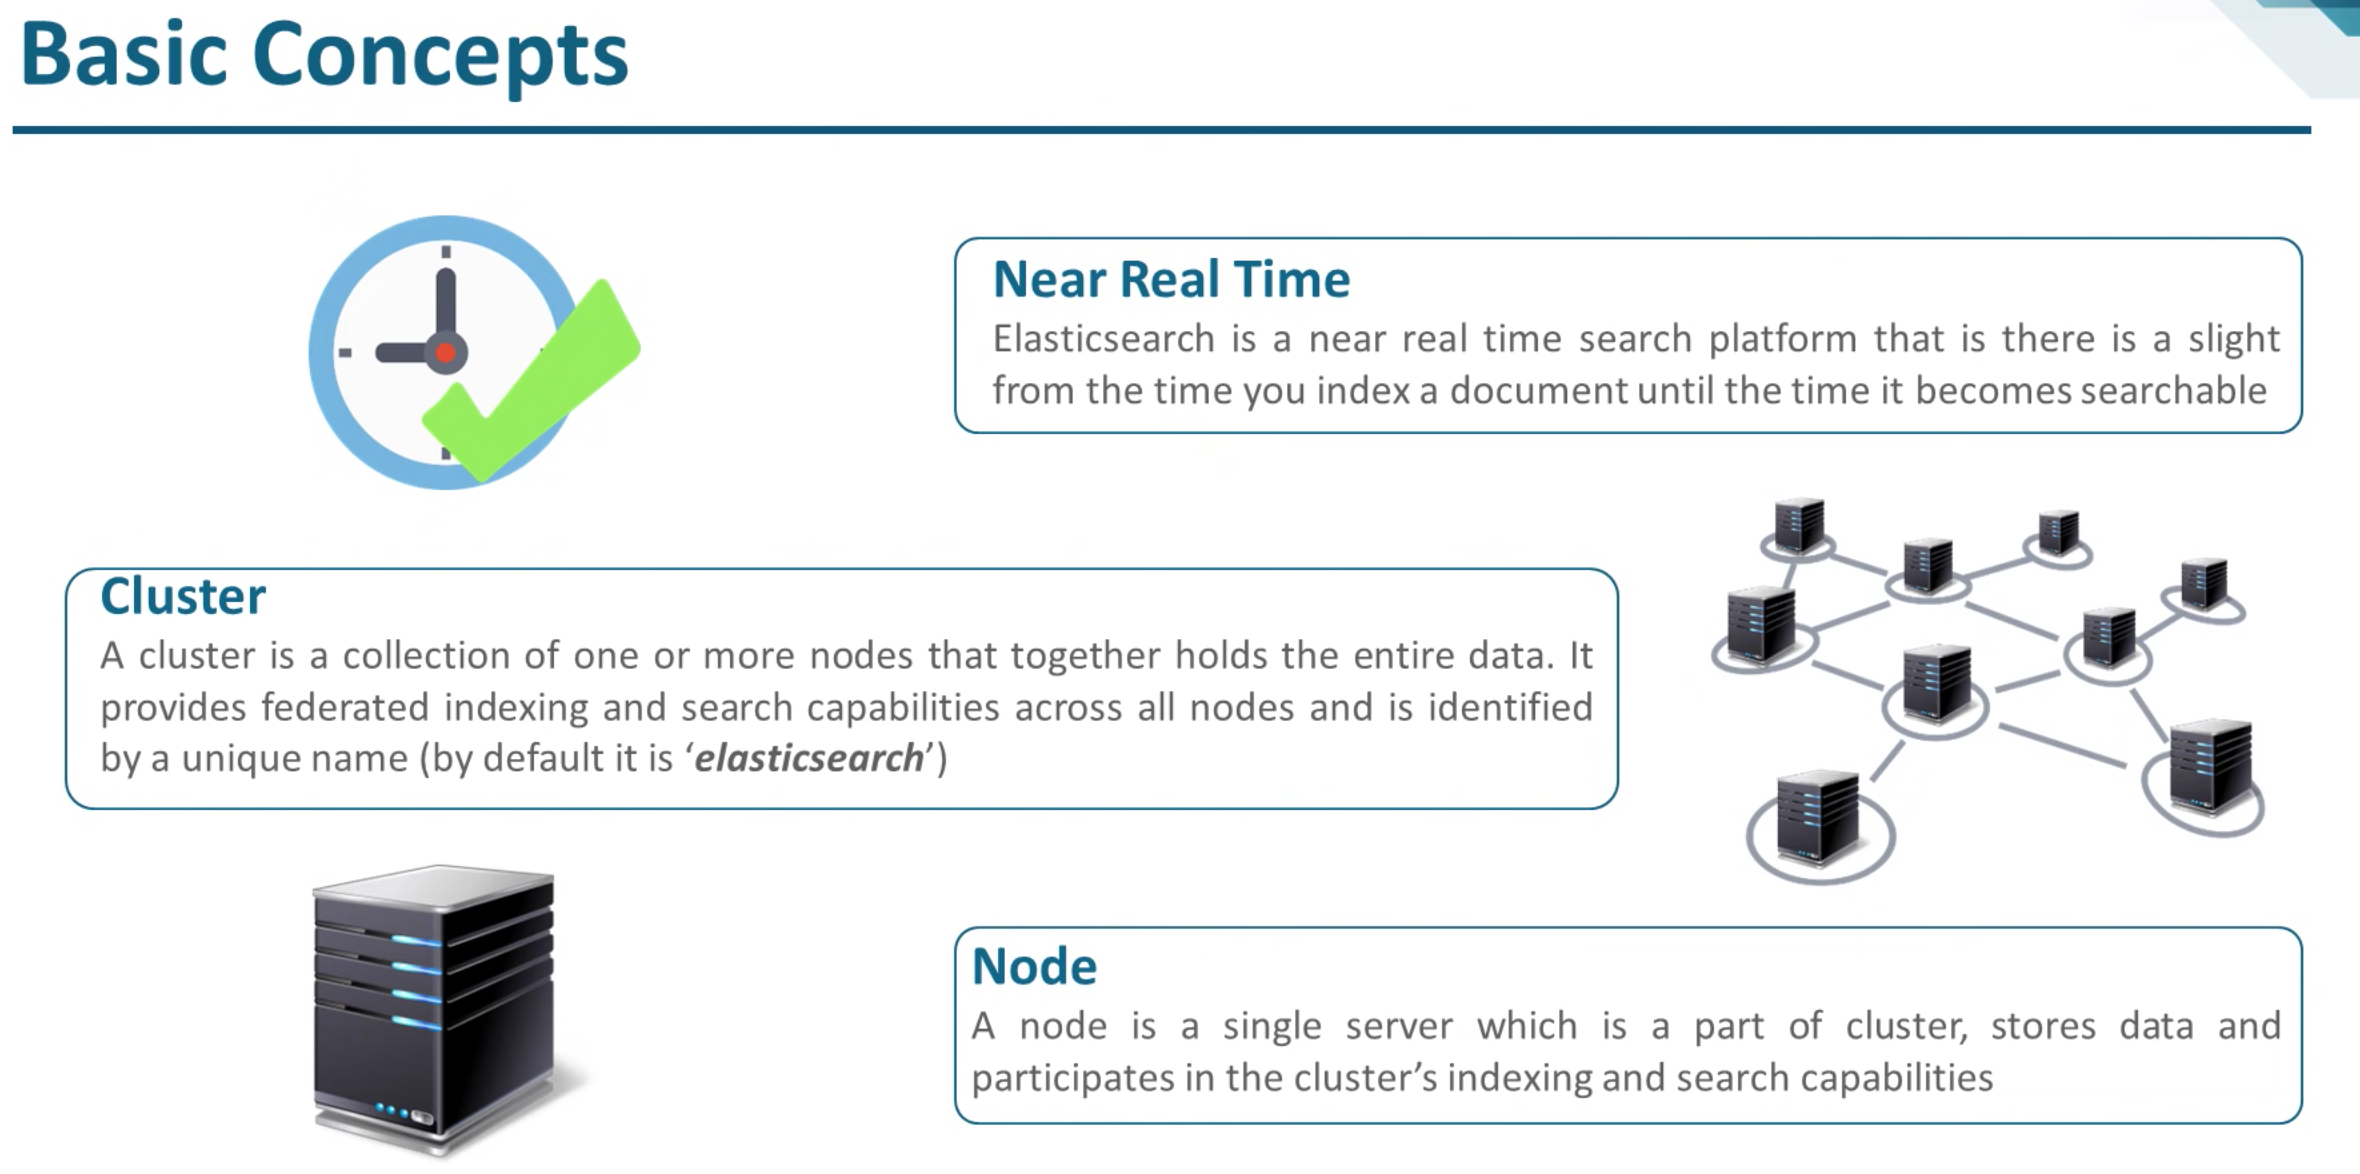 Basic Concepts
Near Real Time
Elasticsearch is a near real time search platform that is there is a slight
from the time you index a document until the time it becomes searchable
Cluster
A cluster is a collection of one or more nodes that together holds the entire data. It
provides federated indexing and search capabilities across all nodes and is identified
by a unique name (by default it is ‘elasticsearch’)
Node
A node is a single server which is a part of cluster, stores data and
participates in the cluster’s indexing and search capabilities